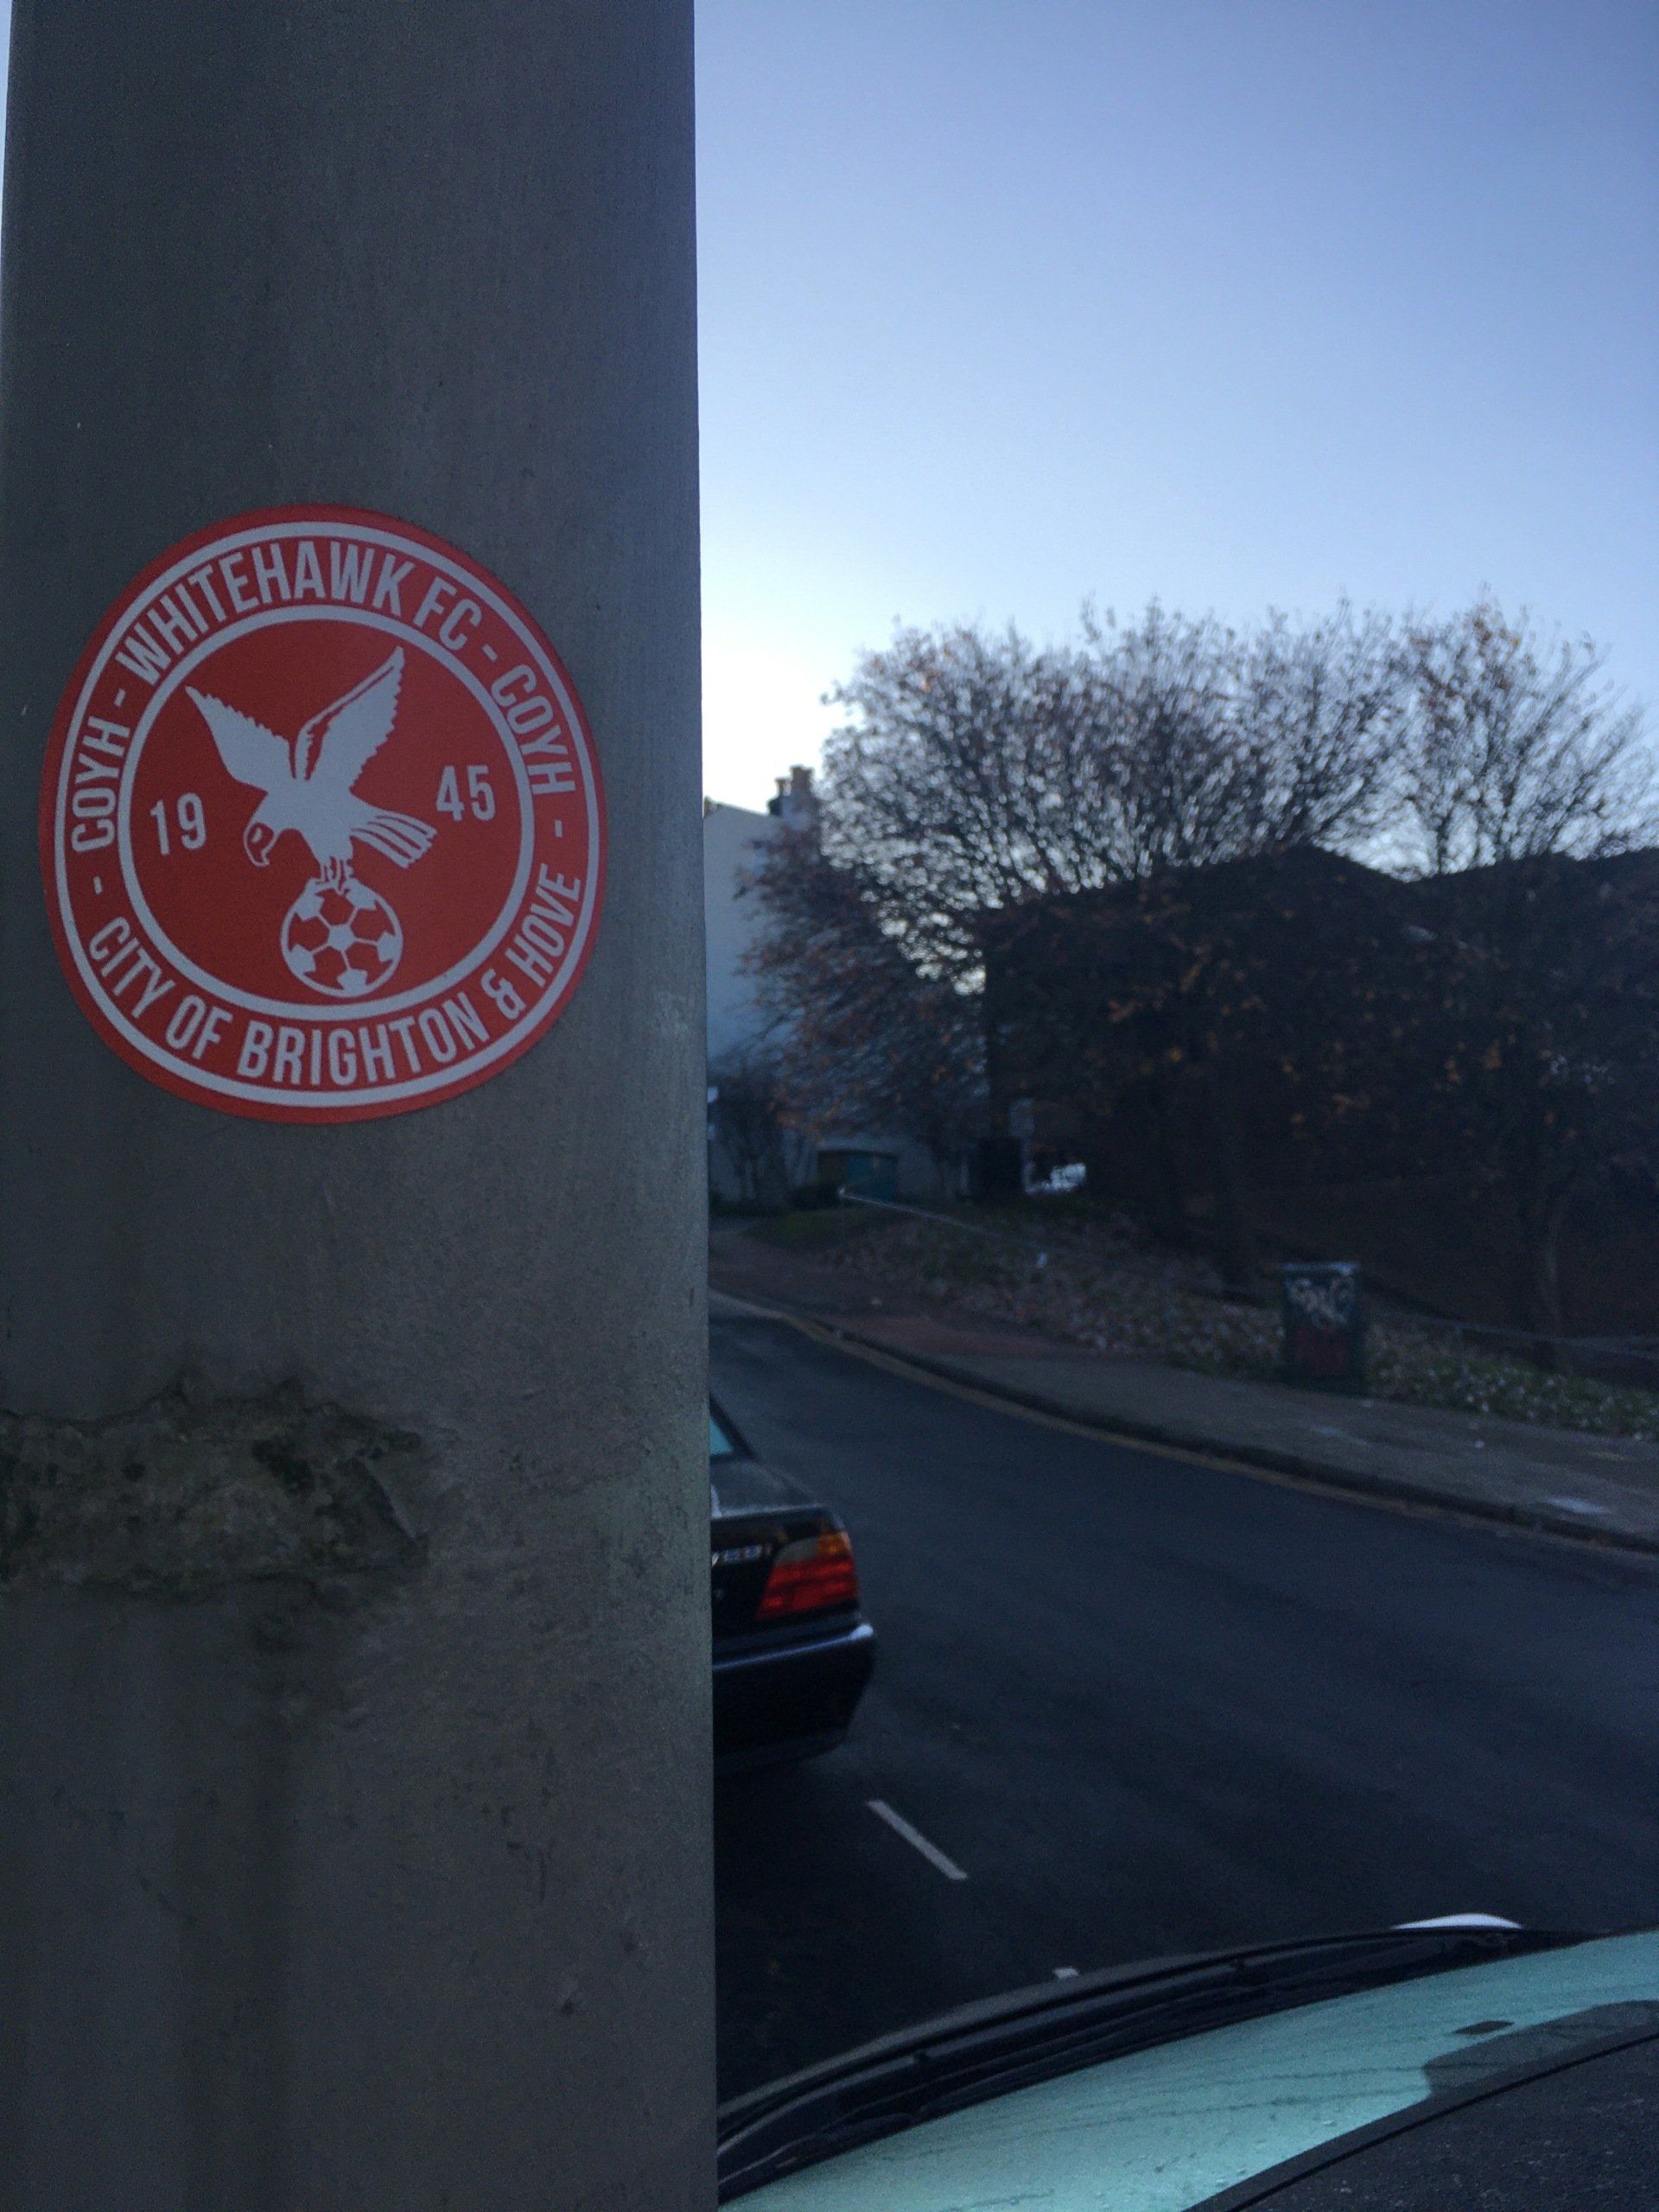 COYH - WHITEHAWK FC - COYH -
19 45
- CITY OF BRIGHTON & HOVE